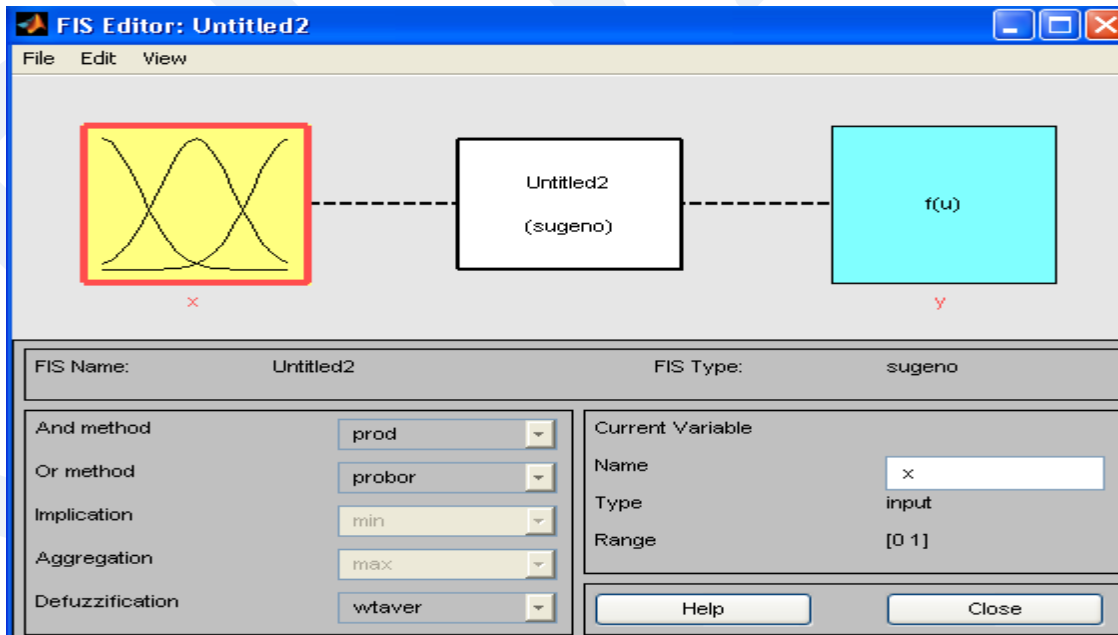 FIS Editor: Untitled2
File Edit View
Untitled2
(sugeno)
f(u)
x
y
FIS Name: Untitled2 FIS Type: sugeno
And method prod
Or method probor
Implication min
Aggregation max
Defuzzification wtaver
Current Variable
Name x
Type input
Range [0 1]
Help Close